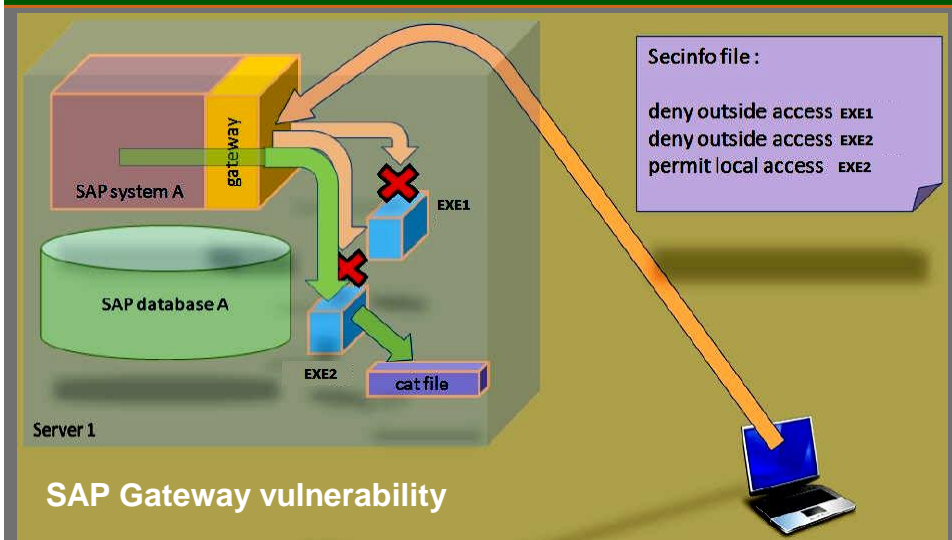 Secinfo file :
deny outside access EXE1
deny outside access EXE2
permit local access EXE2
gateway
SAP system A
EXE1
SAP database A
EXE2
cat file
Server 1
SAP Gateway vulnerability